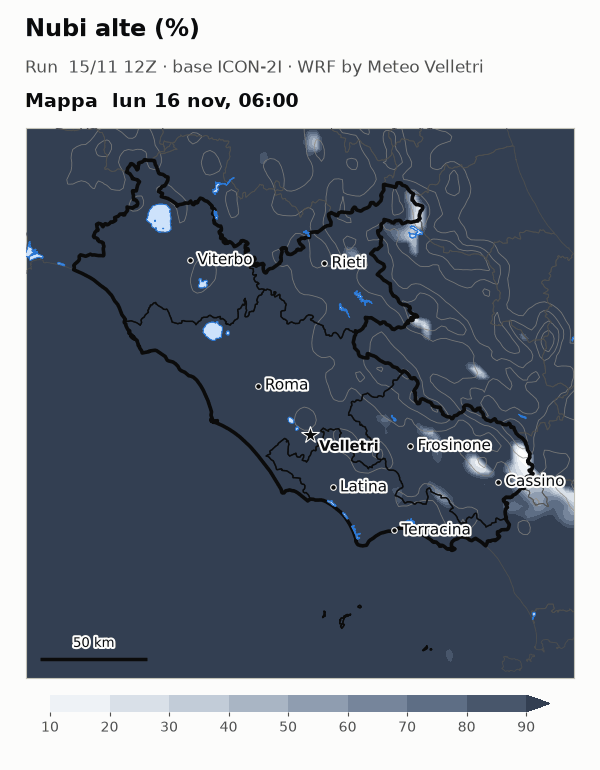 Nubi alte (%)
Run  15/11 12Z · base ICON-2I · WRF by Meteo Velletri
Mappa  lun 16 nov, 06:00
Viterbo
Rieti
Roma
Velletri
Frosinone
Cassino
Latina
Terracina
50 km
10 20 30 40 50 60 70 80 90